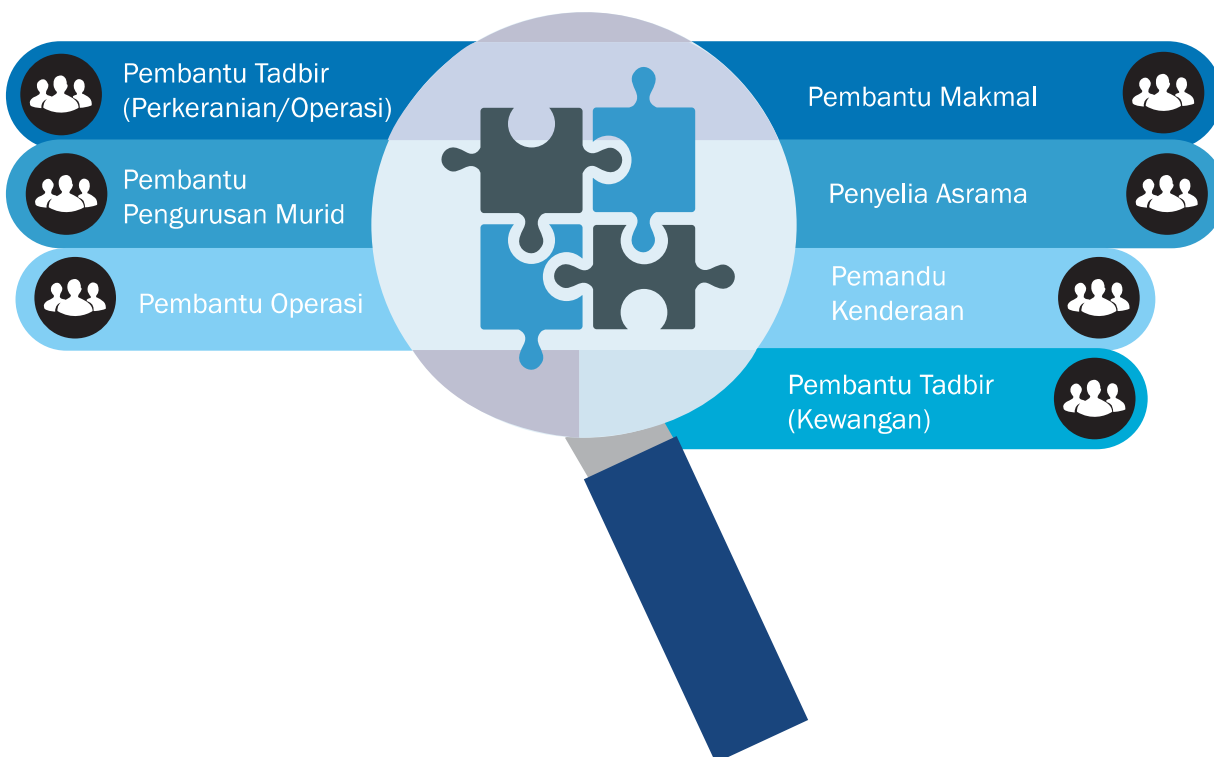 Pembantu Tadbir
(Perkeranian/Operasi)
Pembantu
Pengurusan Murid
Pembantu Operasi
Pembantu Makmal
Penyelia Asrama
Pemandu
Kenderaan
Pembantu Tadbir
(Kewangan)